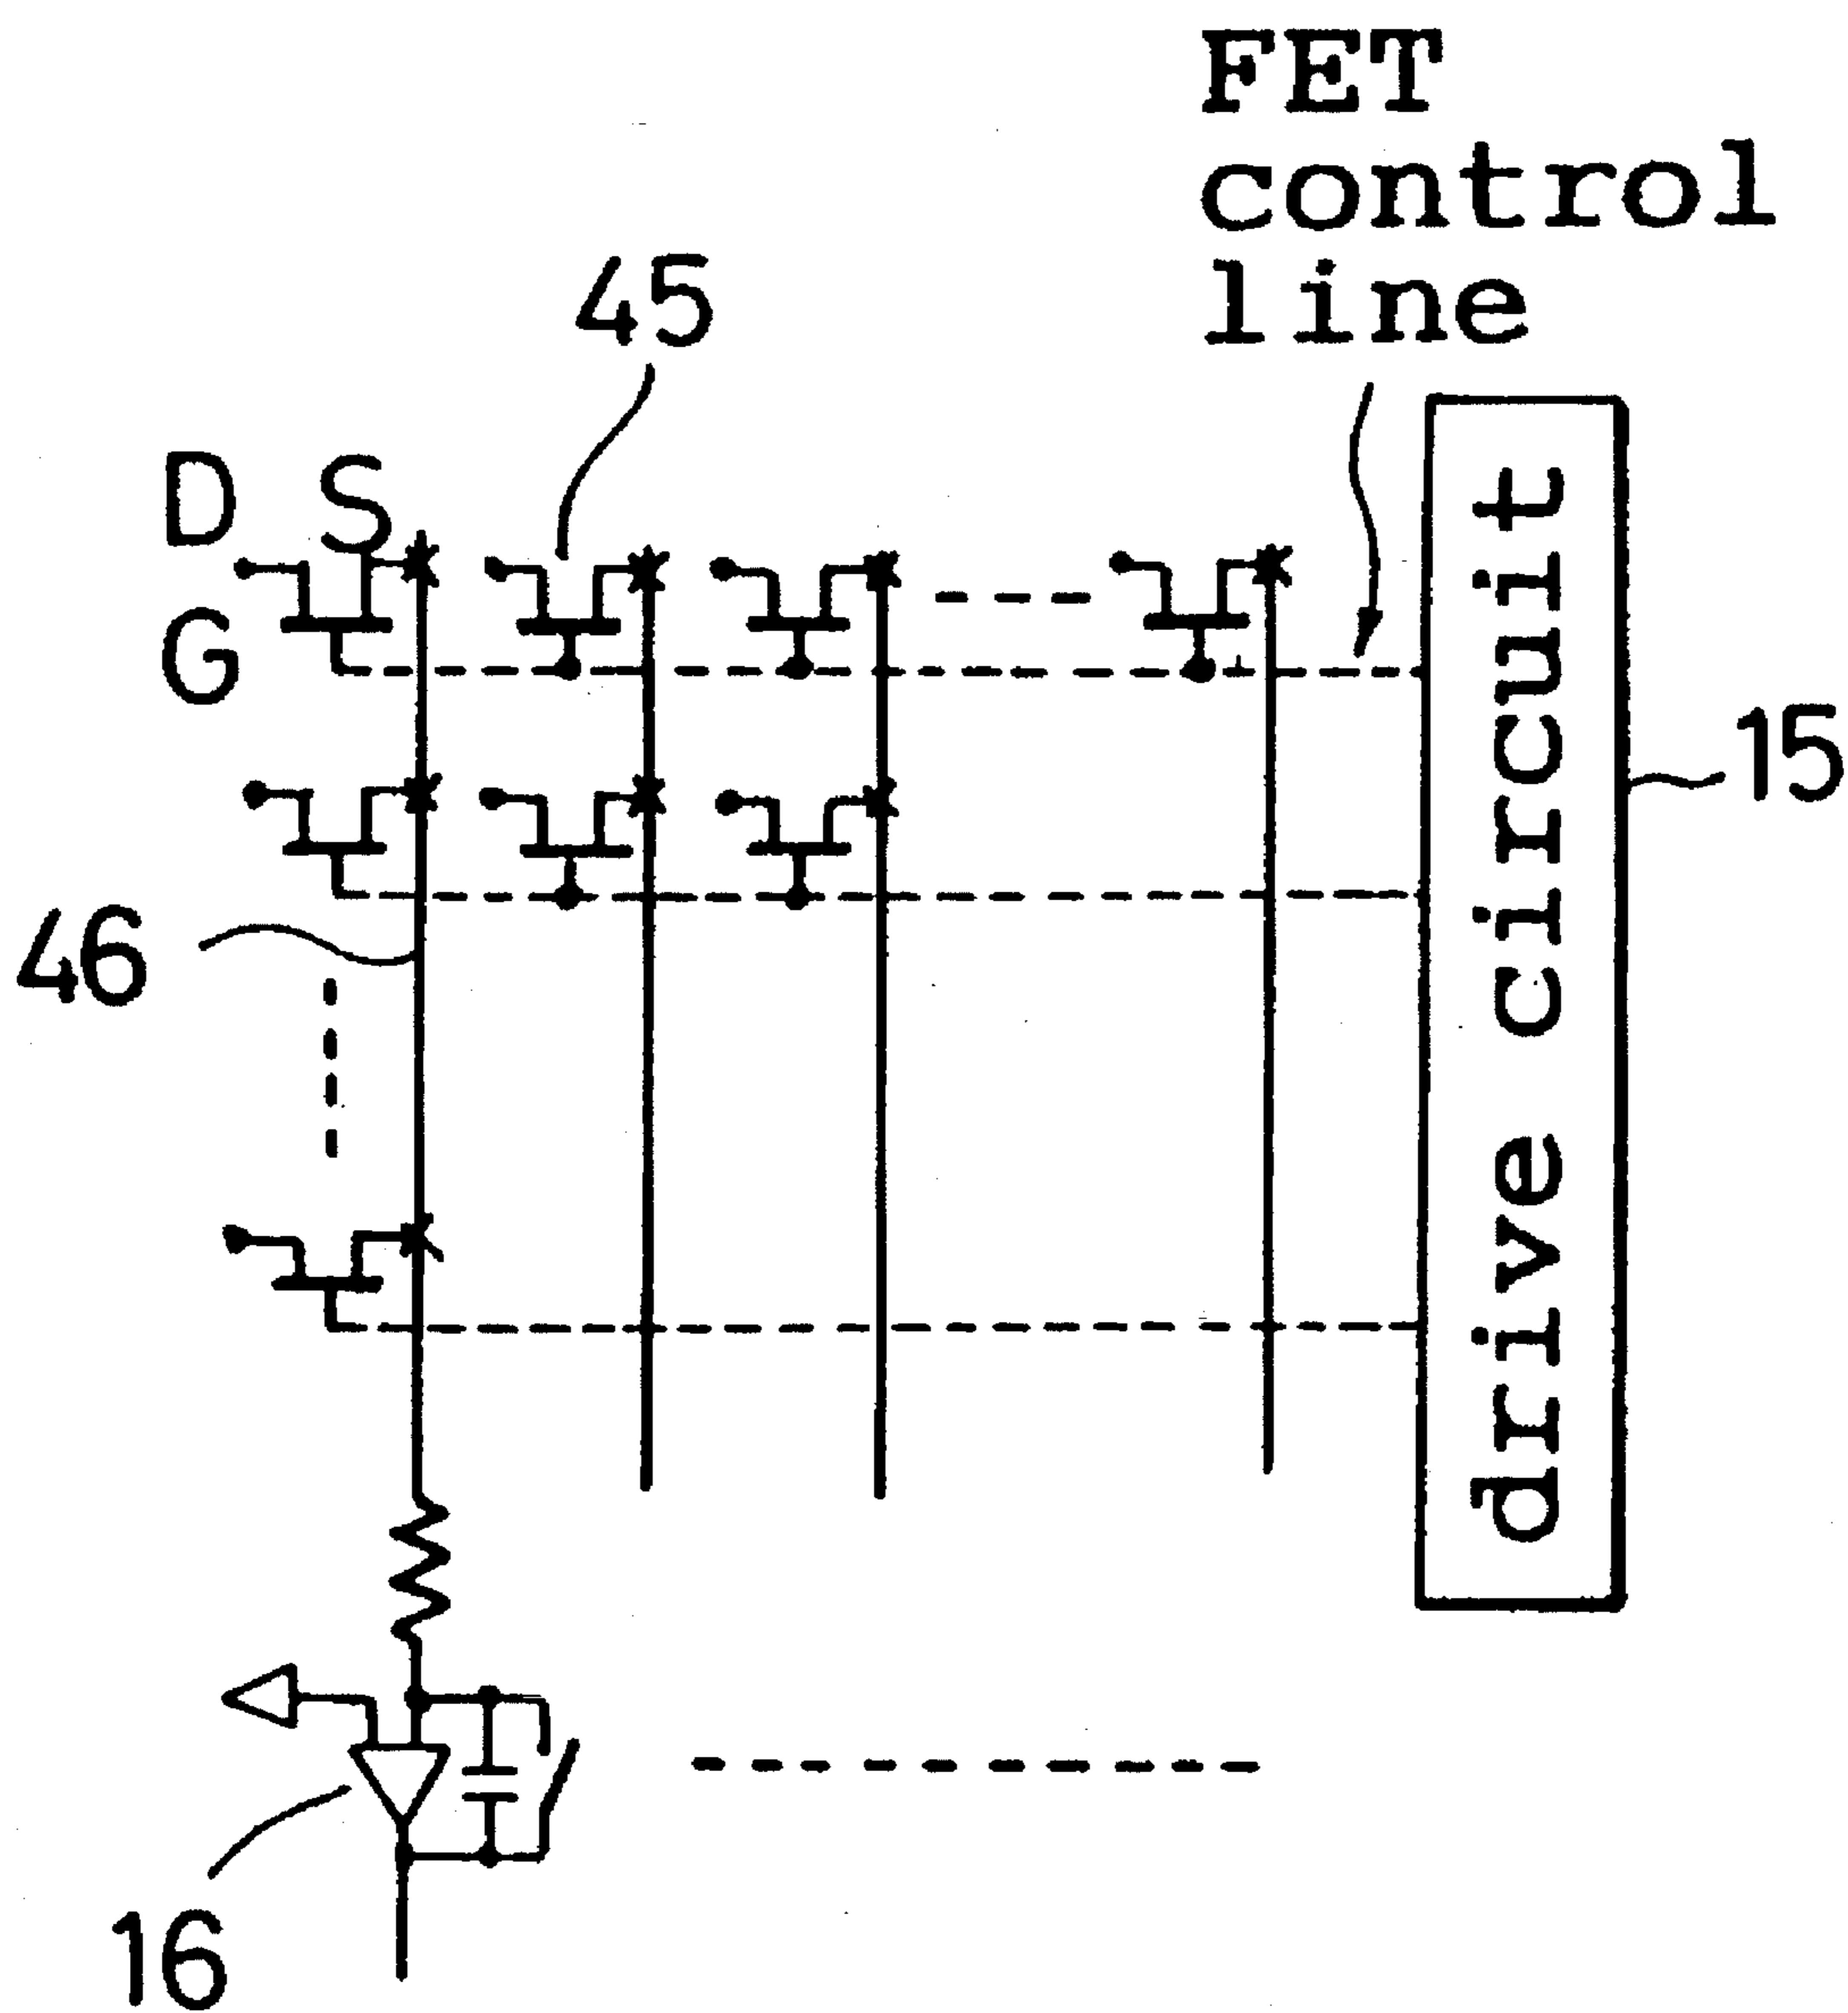 FET
control
line
45
D S
G
drive circuit
15
46
16